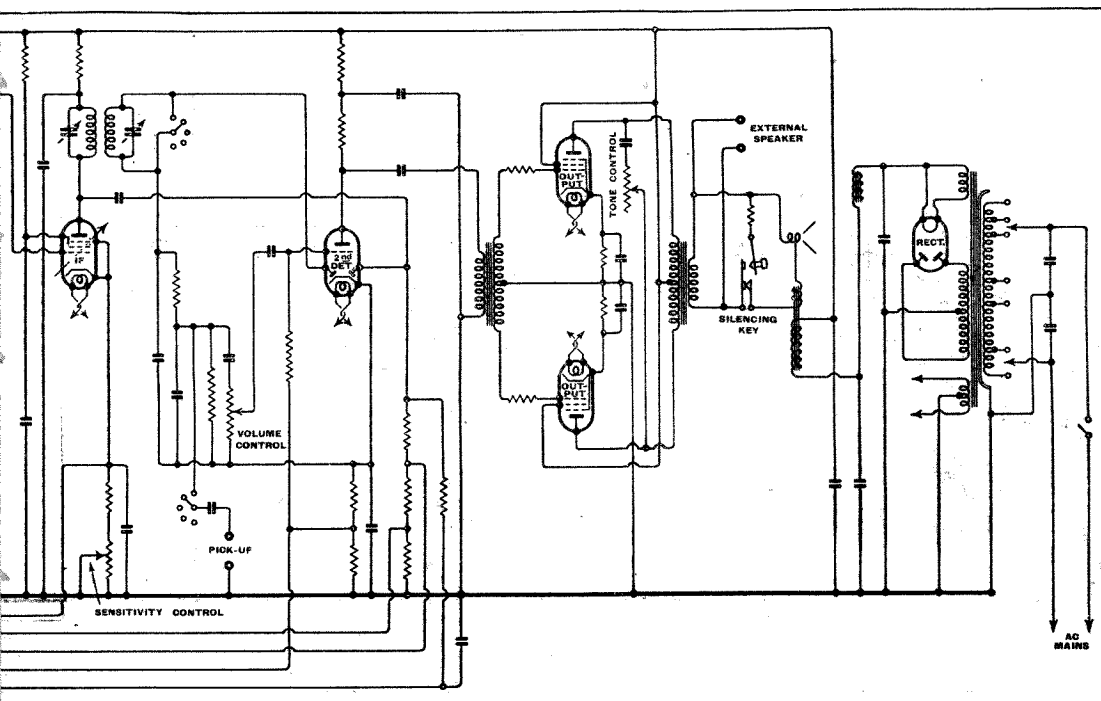 EXTERNAL
SPEAKER
TONE CONTROL
OUT-
PUT
IF
2nd
DET.
RECT.
SILENCING
KEY
OUT-
PUT
VOLUME
CONTROL
PICK-UP
SENSITIVITY CONTROL
AC
MAINS